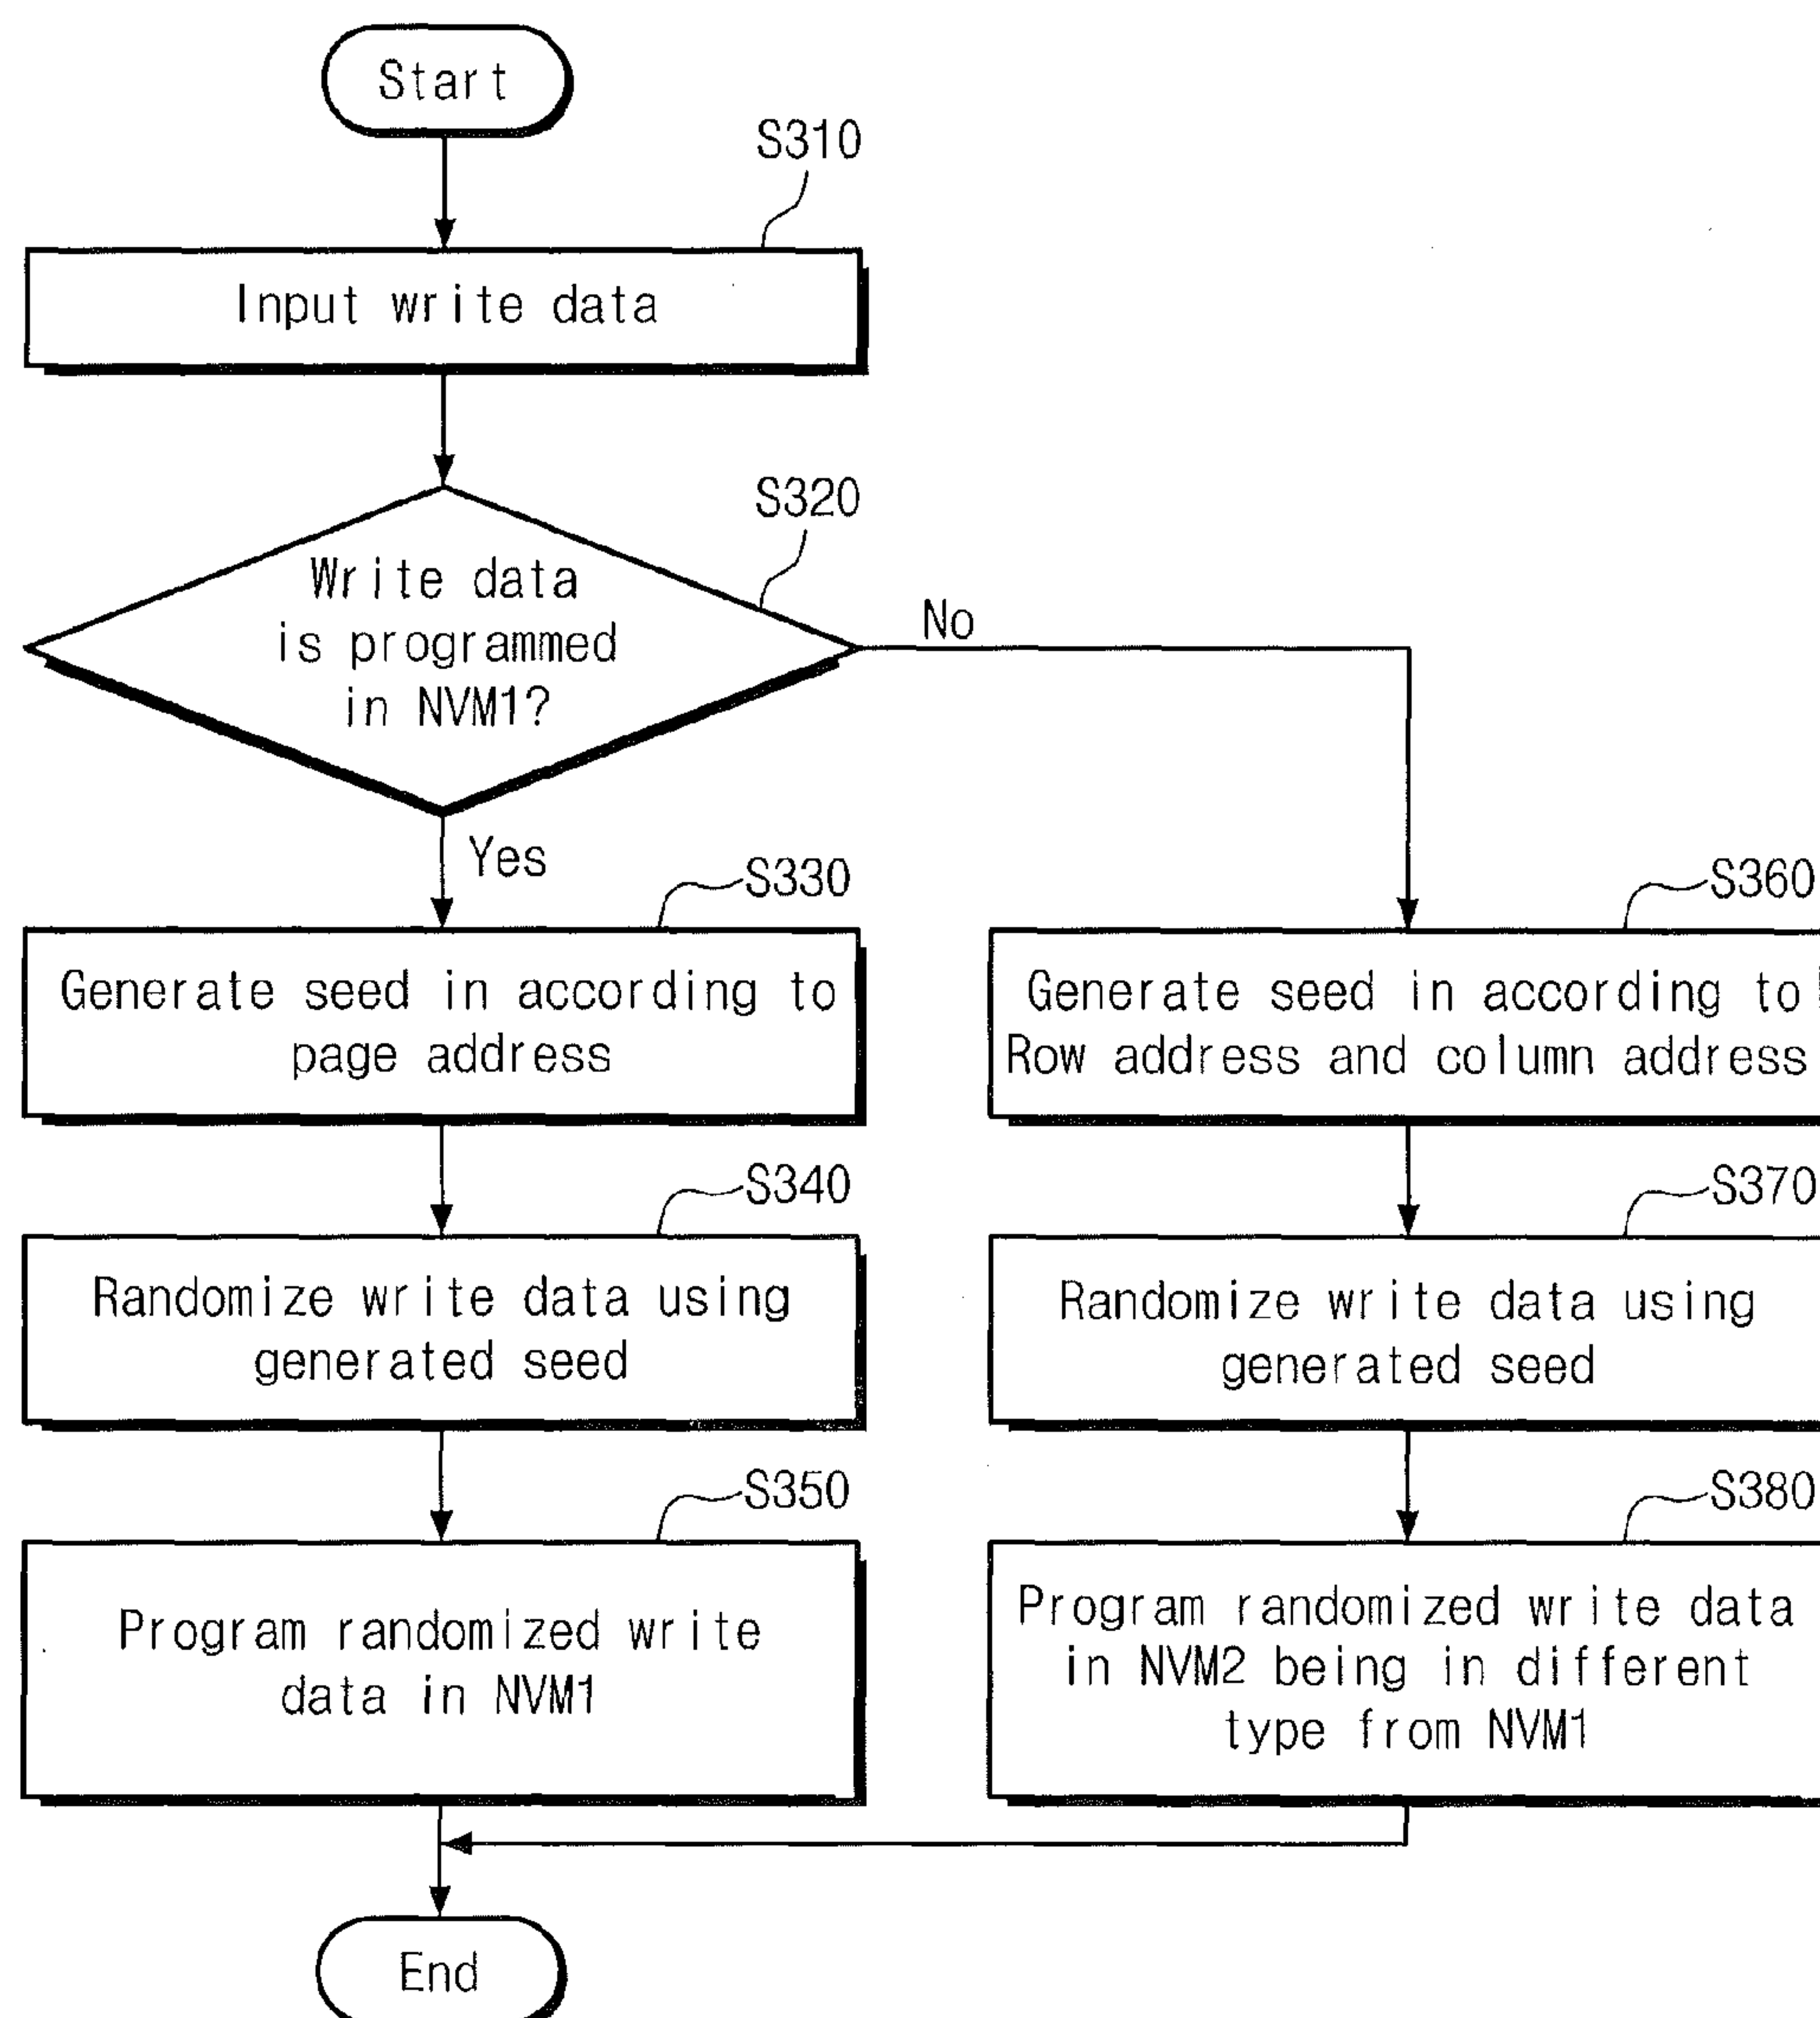 Start
S310
Input write data
S320
Write data
is programmed
in NVM1?
No
Yes
S330
Generate seed in according to
page address
S340
Randomize write data using
generated seed
S350
Program randomized write
data in NVM1
S360
Generate seed in according to
Row address and column address
S370
Randomize write data using
generated seed
S380
Program randomized write data
in NVM2 being in different
type from NVM1
End